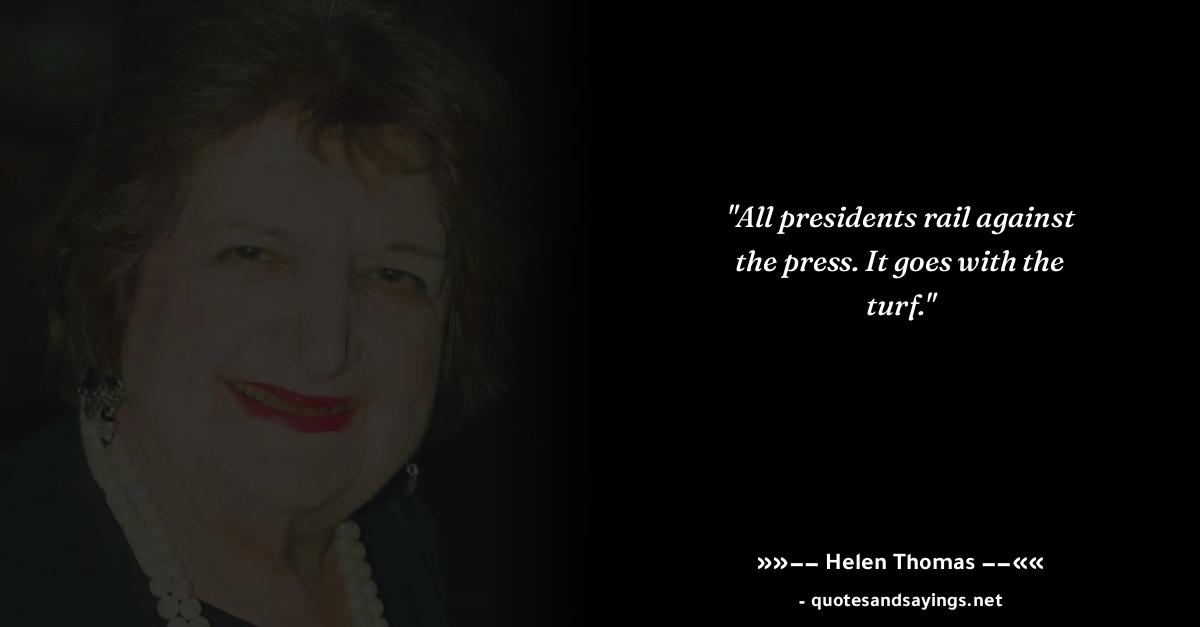 "All presidents rail against
the press. It goes with the
turf."
»»−− Helen Thomas −−««
- quotesandsayings.net